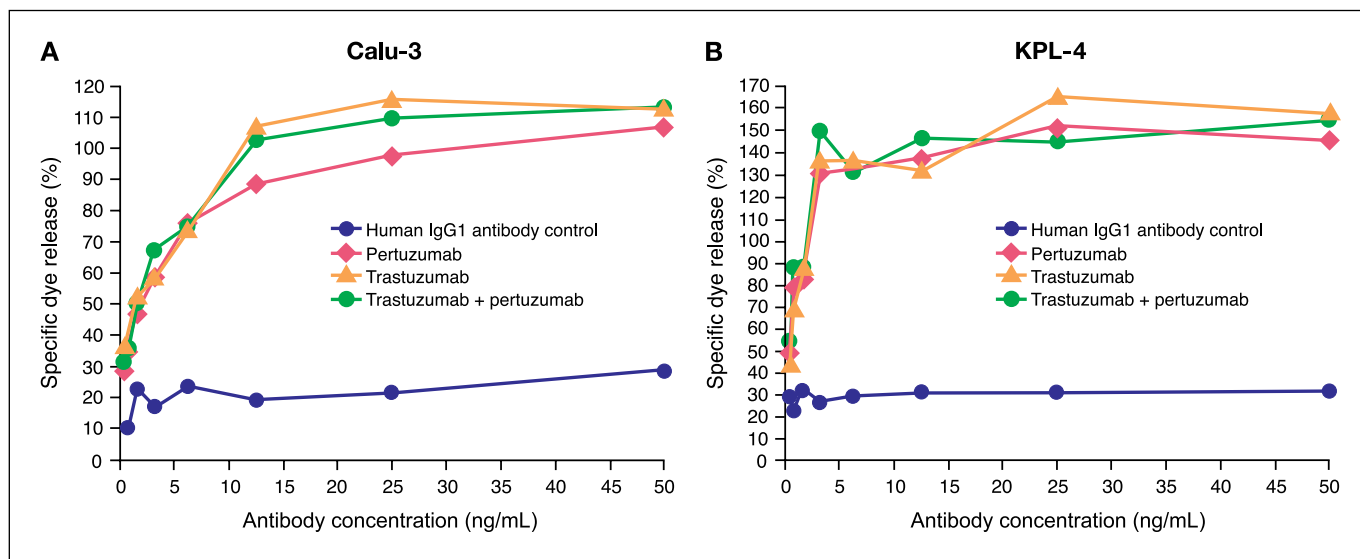 A
Calu-3
Specific dye release (%)
120
110
100
90
80
70
60
50
40
30
20
10
0
0 5 10 15 20 25 30 35 40 45 50
Antibody concentration (ng/mL)
Human IgG1 antibody control
Pertuzumab
Trastuzumab
Trastuzumab + pertuzumab
B
KPL-4
Specific dye release (%)
170
160
150
140
130
120
110
100
90
80
70
60
50
40
30
20
10
0
0 5 10 15 20 25 30 35 40 45 50
Antibody concentration (ng/mL)
Human IgG1 antibody control
Pertuzumab
Trastuzumab
Trastuzumab + pertuzumab